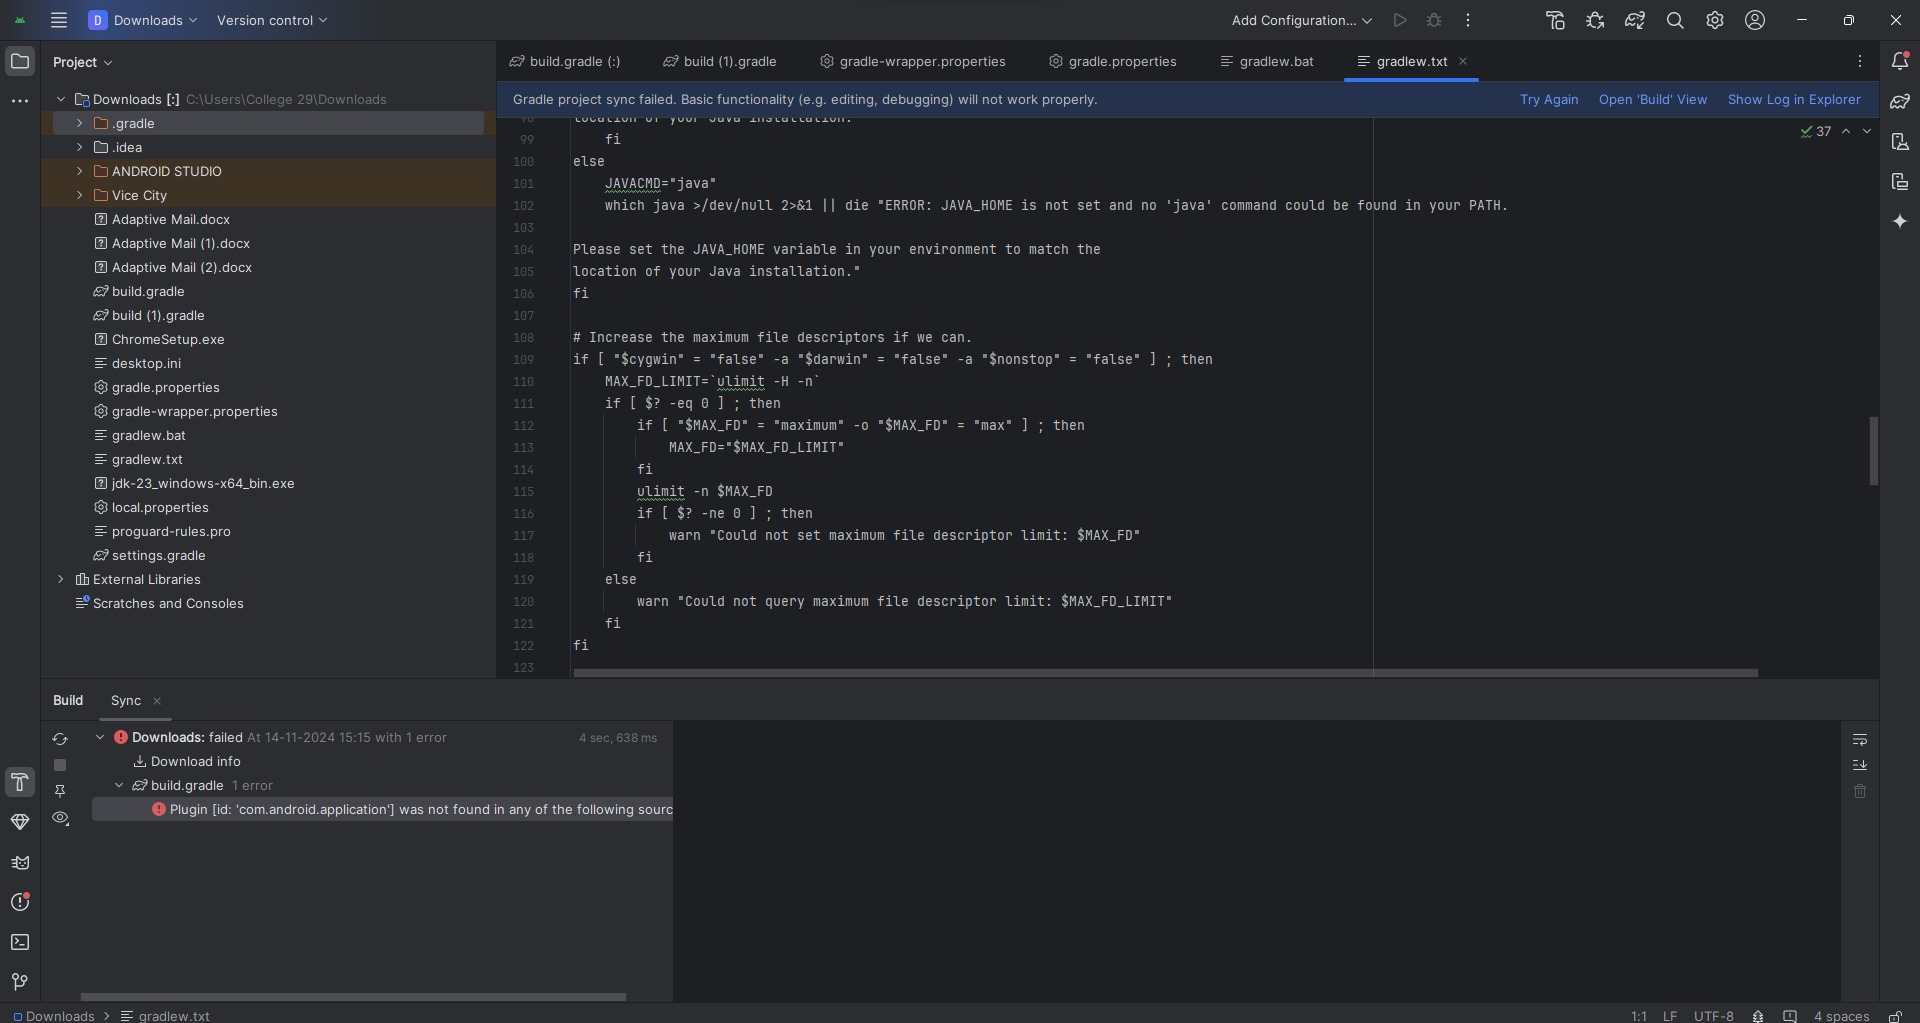 D Downloads Version control Add Configuration...
Project
build.gradle (:) build (1).gradle gradle-wrapper.properties gradle.properties gradlew.bat gradlew.txt
Gradle project sync failed. Basic functionality (e.g. editing, debugging) will not work properly. Try Again Open 'Build' View Show Log in Explorer
37
Downloads [:] C:\Users\College 29\Downloads
.gradle
.idea
ANDROID STUDIO
Vice City
Adaptive Mail.docx
Adaptive Mail (1).docx
Adaptive Mail (2).docx
build.gradle
build (1).gradle
ChromeSetup.exe
desktop.ini
gradle.properties
gradle-wrapper.properties
gradlew.bat
gradlew.txt
jdk-23_windows-x64_bin.exe
local.properties
proguard-rules.pro
settings.gradle
External Libraries
Scratches and Consoles
98 location of your Java installation."
99 fi
100 else
101 JAVACMD="java"
102 which java >/dev/null 2>&1 || die "ERROR: JAVA_HOME is not set and no 'java' command could be found in your PATH.
103
104 Please set the JAVA_HOME variable in your environment to match the
105 location of your Java installation."
106 fi
107
108 # Increase the maximum file descriptors if we can.
109 if [ "$cygwin" = "false" -a "$darwin" = "false" -a "$nonstop" = "false" ] ; then
110 MAX_FD_LIMIT=`ulimit -H -n`
111 if [ $? -eq 0 ] ; then
112 if [ "$MAX_FD" = "maximum" -o "$MAX_FD" = "max" ] ; then
113 MAX_FD="$MAX_FD_LIMIT"
114 fi
115 ulimit -n $MAX_FD
116 if [ $? -ne 0 ] ; then
117 warn "Could not set maximum file descriptor limit: $MAX_FD"
118 fi
119 else
120 warn "Could not query maximum file descriptor limit: $MAX_FD_LIMIT"
121 fi
122 fi
123
Build Sync
Downloads: failed At 14-11-2024 15:15 with 1 error 4 sec, 638 ms
Download info
build.gradle 1 error
Plugin [id: 'com.android.application'] was not found in any of the following sourc
Downloads > gradlew.txt 1:1 LF UTF-8 4 spaces